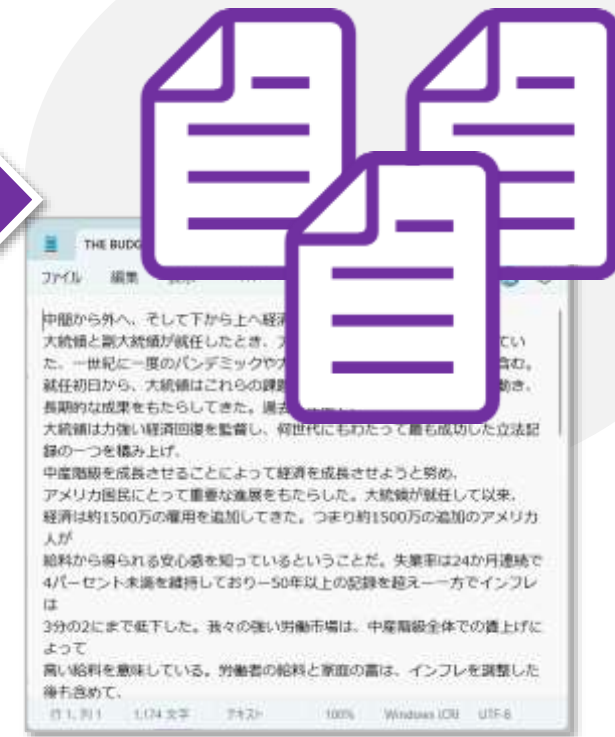 THE BUDG
ファイル 編集
中間から外へ、そして下から上へ経済
大統領と副大統領が就任したとき、 てい
た、一世紀に一度のパンデミックや 含む。
就任初日から、大統領はこれらの課題 動き、
長期的な成果をもたらしてきた。過去
大統領は力強い経済回復を監督し、何世代にもわたって最も成功した立法記
録の一つを積み上げ、
中産階級を成長させることによって経済を成長させようと努め、
アメリカ国民にとって重要な進展をもたらした。大統領が就任して以来、
経済は約1500万の雇用を追加してきた。つまり約1500万の追加のアメリカ
人が
給料から得られる安心感を知っているということだ。失業率は24か月連続で
4パーセント未満を維持しており—50年以上の記録を超え—一方でインフレ
は
3分の2にまで低下した。我々の強い労働市場は、中産階級全体での賃上げに
よって
高い給料を意味している。労働者の給料と家庭の富は、インフレを調整した
後も含めて、
行 1、列 1 1,174 文字 テキスト 100% Windows (CRLF) UTF-8